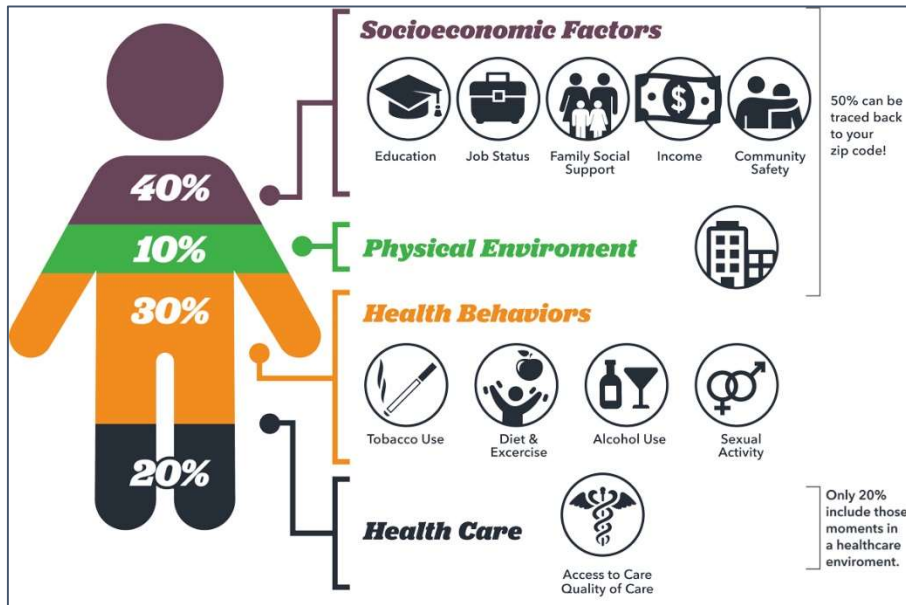 Socioeconomic Factors
Education
Job Status
Family Social
Support
Income
Community
Safety
50% can be
traced back
to your
zip code!
40%
10%
Physical Enviroment
30%
Health Behaviors
Tobacco Use
Diet &
Excercise
Alcohol Use
Sexual
Activity
20%
Health Care
Access to Care
Quality of Care
Only 20%
include those
moments in
a healthcare
enviroment.